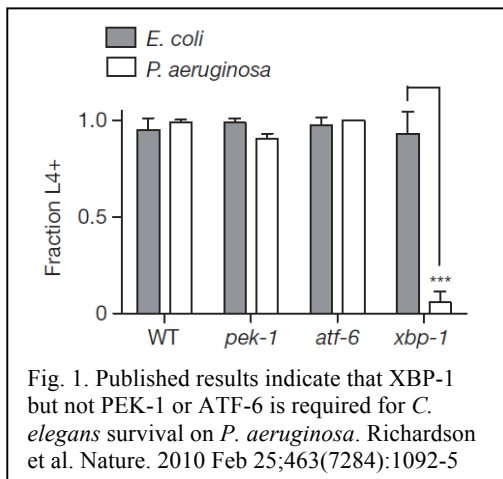 E. coli
P. aeruginosa
1.0
0.5
0
Fraction L4+
***
WT pek-1 atf-6 xbp-1
Fig. 1. Published results indicate that XBP-1
but not PEK-1 or ATF-6 is required for C.
elegans survival on P. aeruginosa. Richardson
et al. Nature. 2010 Feb 25;463(7284):1092-5